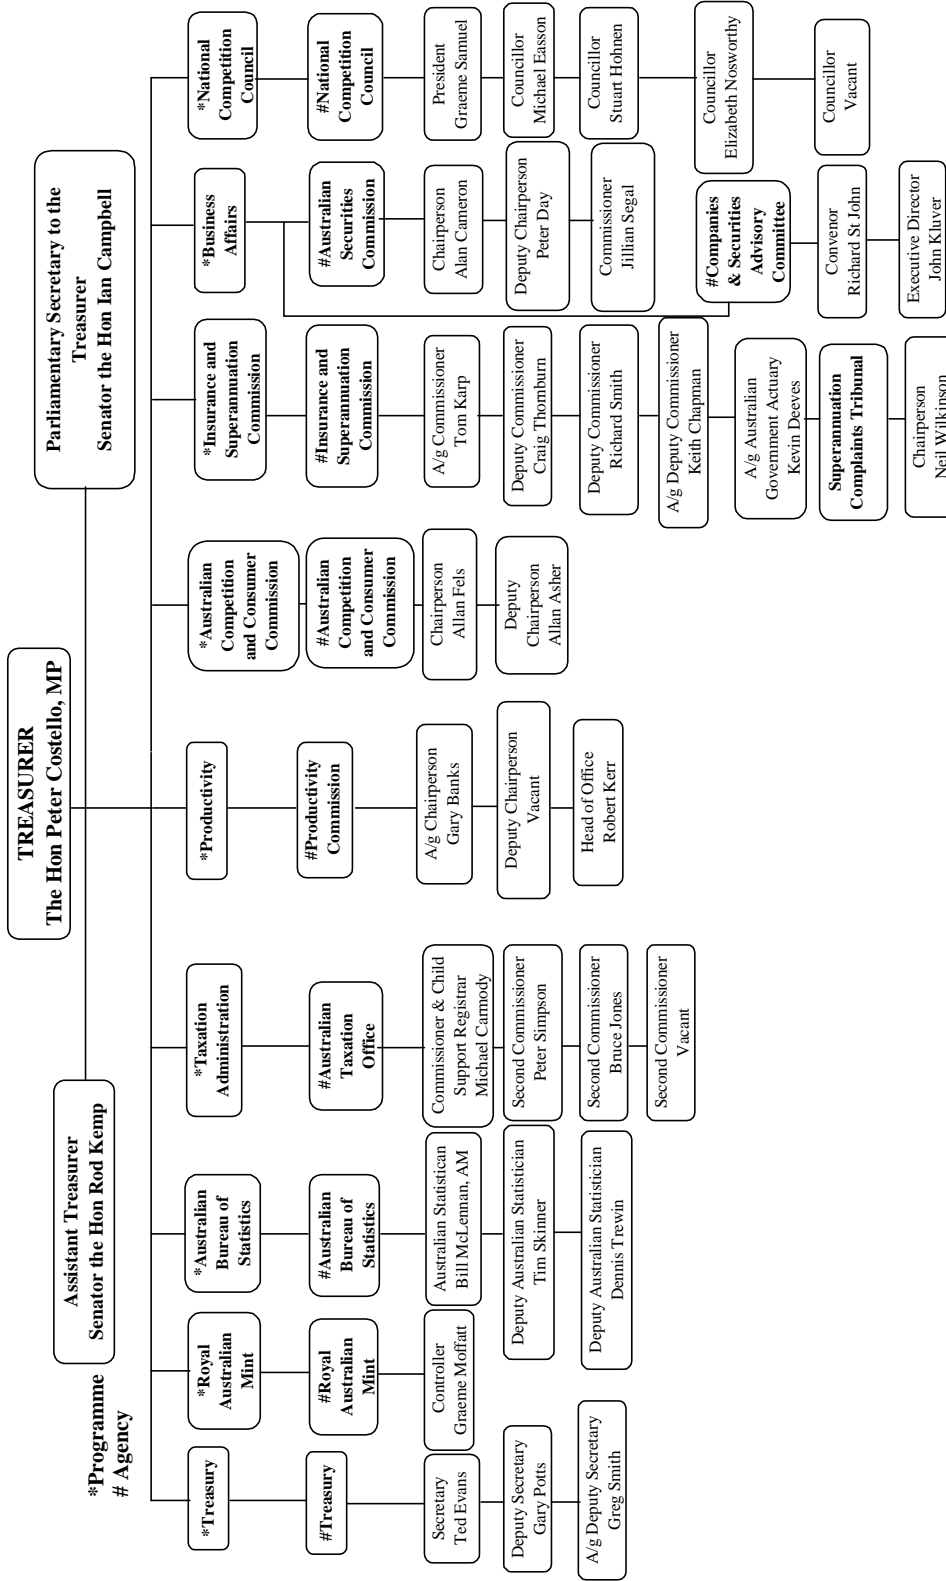 TREASURER
The Hon Peter Costello, MP
Assistant Treasurer
Senator the Hon Rod Kemp
Parliamentary Secretary to the
Treasurer
Senator the Hon Ian Campbell
*Programme
# Agency
*Treasury
#Treasury
Secretary
Ted Evans
Deputy Secretary
Gary Potts
A/g Deputy Secretary
Greg Smith
*Royal
Australian
Mint
#Royal
Australian
Mint
Controller
Graeme Moffatt
*Australian
Bureau of
Statistics
#Australian
Bureau of
Statistics
Australian Statistican
Bill McLennan, AM
Deputy Australian Statistician
Tim Skinner
Deputy Australian Statistician
Dennis Trewin
*Taxation
Administration
#Australian
Taxation
Office
Commissioner & Child
Support Registrar
Michael Carmody
Second Commissioner
Peter Simpson
Second Commissioner
Bruce Jones
Second Commissioner
Vacant
*Productivity
#Productivity
Commission
A/g Chairperson
Gary Banks
Deputy Chairperson
Vacant
Head of Office
Robert Kerr
*Australian
Competition
and Consumer
Commission
#Australian
Competition
and Consumer
Commission
Chairperson
Allan Fels
Deputy
Chairperson
Allan Asher
*Insurance and
Superannuation
Commission
#Insurance and
Superannuation
Commission
A/g Commissioner
Tom Karp
Deputy Commissioner
Craig Thornburn
Deputy Commissioner
Richard Smith
A/g Deputy Commissioner
Keith Chapman
A/g Australian
Government Actuary
Kevin Deeves
Superannuation
Complaints Tribunal
Chairperson
Neil Wilkinson
*Business
Affairs
#Australian
Securities
Commission
Chairperson
Alan Cameron
Deputy Chairperson
Peter Day
Commissioner
Jillian Segal
#Companies
& Securities
Advisory
Committee
Convenor
Richard St John
Executive Director
John Kluver
*National
Competition
Council
#National
Competition
Council
President
Graeme Samuel
Councillor
Michael Easson
Councillor
Stuart Hohnen
Councillor
Elizabeth Nosworthy
Councillor
Vacant